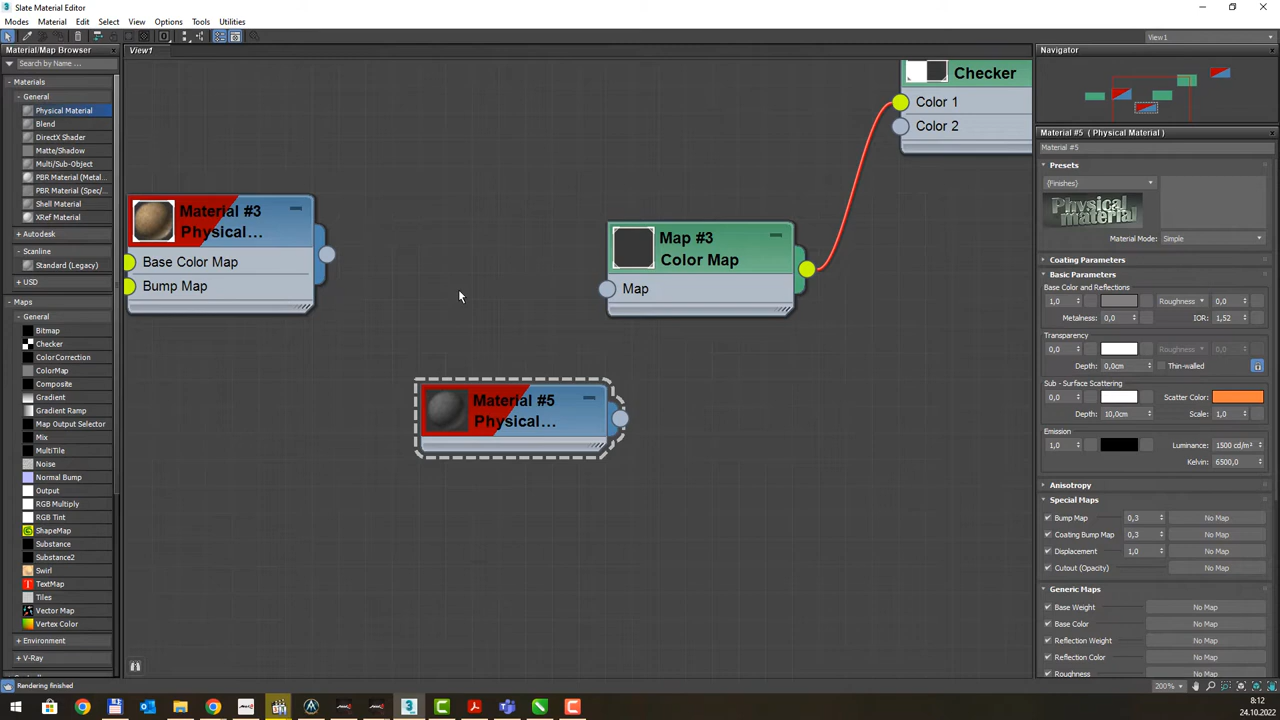 Slate Material Editor
Modes Material Edit Select View Options Tools Utilities
View1
Material/Map Browser
View1
Navigator
Search by Name ...
- Materials
- General
Physical Material
Blend
DirectX Shader
Matte/Shadow
Multi/Sub-Object
PBR Material (Metal...
PBR Material (Spec/...
Shell Material
XRef Material
+ Autodesk
- Scanline
Standard (Legacy)
+ USD
- Maps
- General
Bitmap
Checker
ColorCorrection
ColorMap
Composite
Gradient
Gradient Ramp
Map Output Selector
Mix
MultiTile
Noise
Normal Bump
Output
RGB Multiply
RGB Tint
ShapeMap
Substance
Substance2
Swirl
TextMap
Tiles
Vector Map
Vertex Color
+ Environment
+ V-Ray
Rendering finished
Checker
Color 1
Color 2
Material #3
Physical...
Base Color Map
Bump Map
Map #3
Color Map
Map
Material #5
Physical...
Material #5 ( Physical Material )
Material #5
Presets
(Finishes)
Physical material
Material Mode: Simple
Coating Parameters
Basic Parameters
Base Color and Reflections
1,0 Roughness 0,0
Metalness: 0,0 IOR: 1,52
Transparency
0,0 Roughness 0,0
Depth: 0,0cm Thin-walled
Sub - Surface Scattering
0,0 Scatter Color:
Depth: 10,0cm Scale: 1,0
Emission
1,0 Luminance: 1500 cd/m²
Kelvin: 6500,0
Anisotropy
Special Maps
Bump Map 0,3 No Map
Coating Bump Map 0,3 No Map
Displacement 1,0 No Map
Cutout (Opacity) No Map
Generic Maps
Base Weight No Map
Base Color No Map
Reflection Weight No Map
Reflection Color No Map
Roughness No Map
200%
8:12
24.10.2022